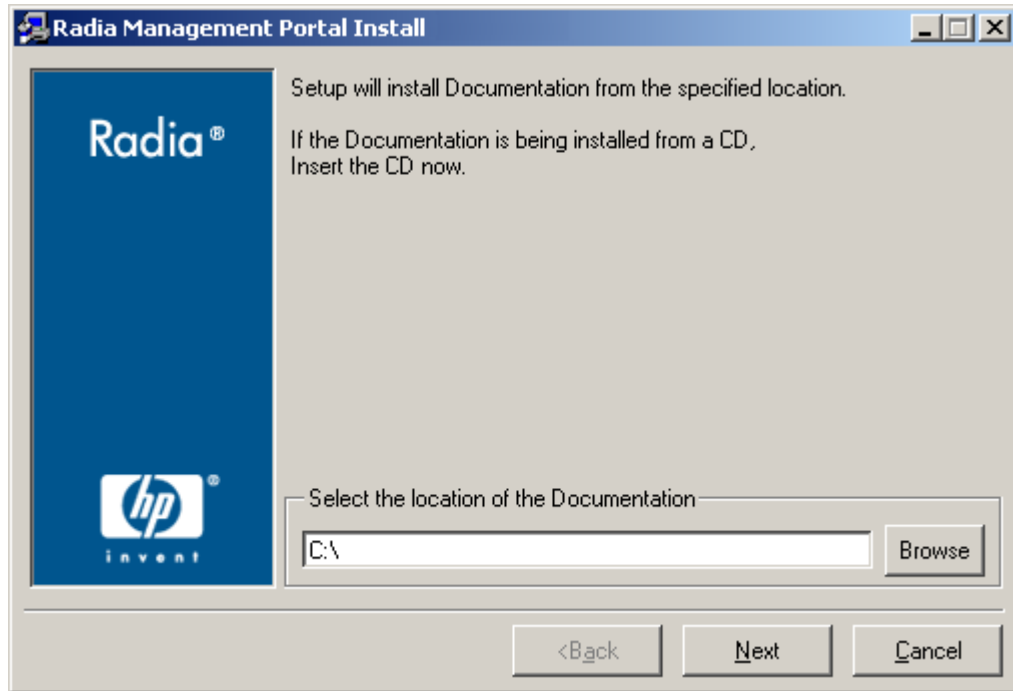 Radia Management Portal Install
Radia®
Setup will install Documentation from the specified location.
If the Documentation is being installed from a CD,
Insert the CD now.
hp®
invent
Select the location of the Documentation
C:\
Browse
<Back
Next
Cancel